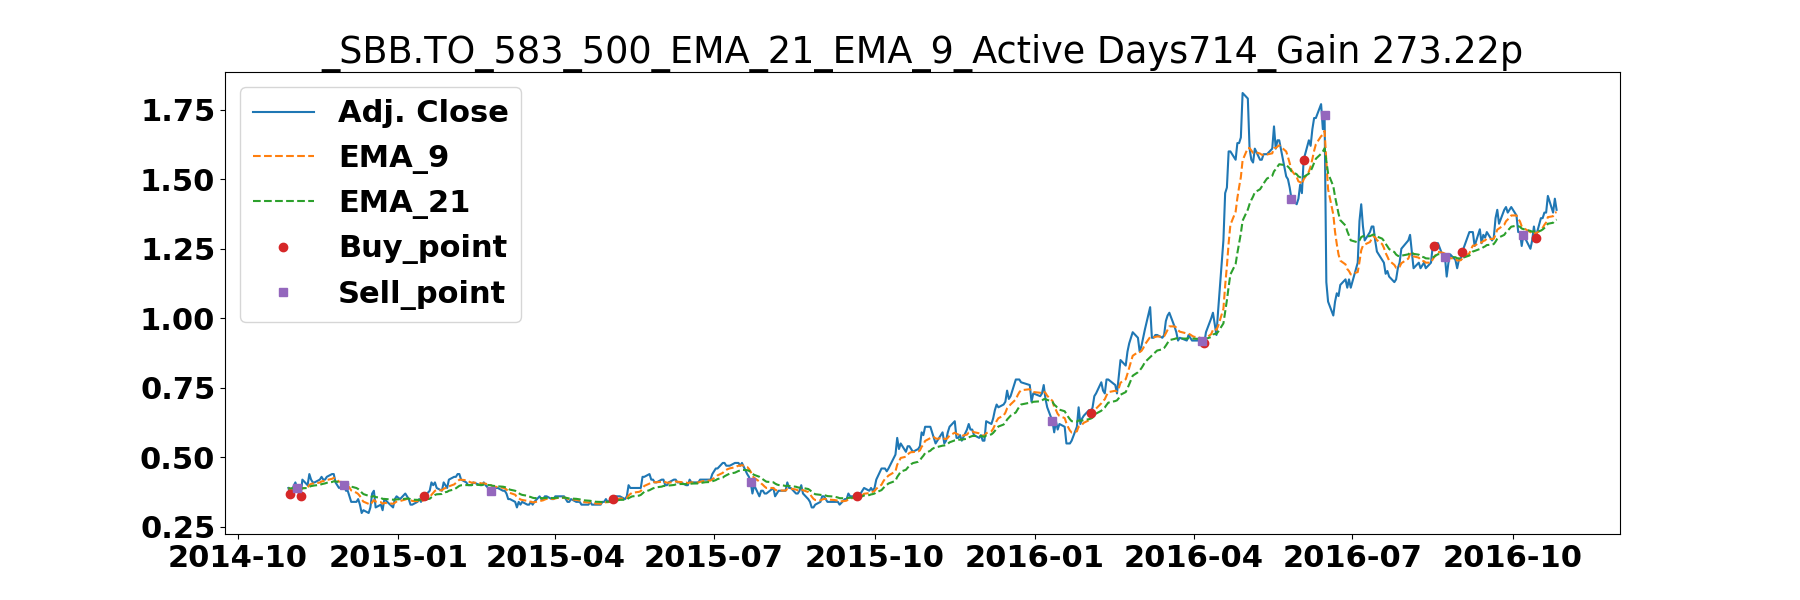 _SBB.TO_583_500_EMA_21_EMA_9_Active Days714_Gain 273.22p
Adj. Close
EMA_9
EMA_21
Buy_point
Sell_point
1.75
1.50
1.25
1.00
0.75
0.50
0.25
2014-10 2015-01 2015-04 2015-07 2015-10 2016-01 2016-04 2016-07 2016-10